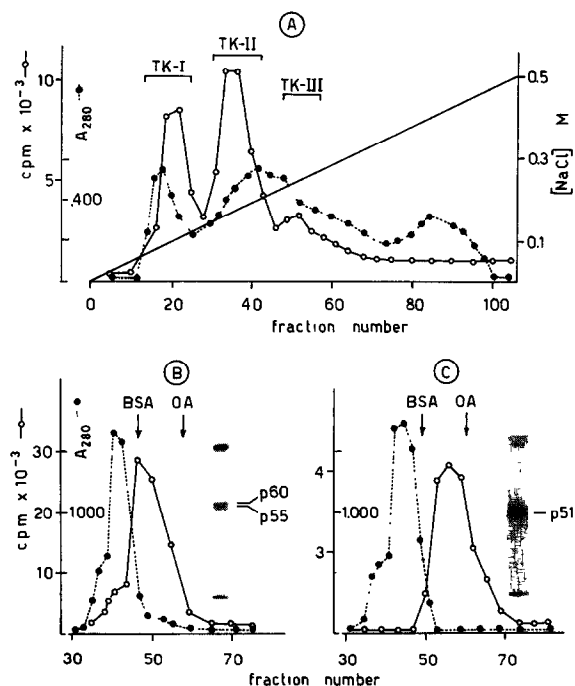 A
TK-I
TK-II
TK-III
cpm x 10⁻³
A280
10
5
.400
0.5
0.3
0.1
[NaCl] M
0 20 40 60 80 100
fraction number
B
C
BSA OA
BSA OA
cpm x 10⁻³
A280
30
20
10
1.000
p60
p55
4
3
1.000
p51
30 50 70
30 50 70
fraction number
fraction number